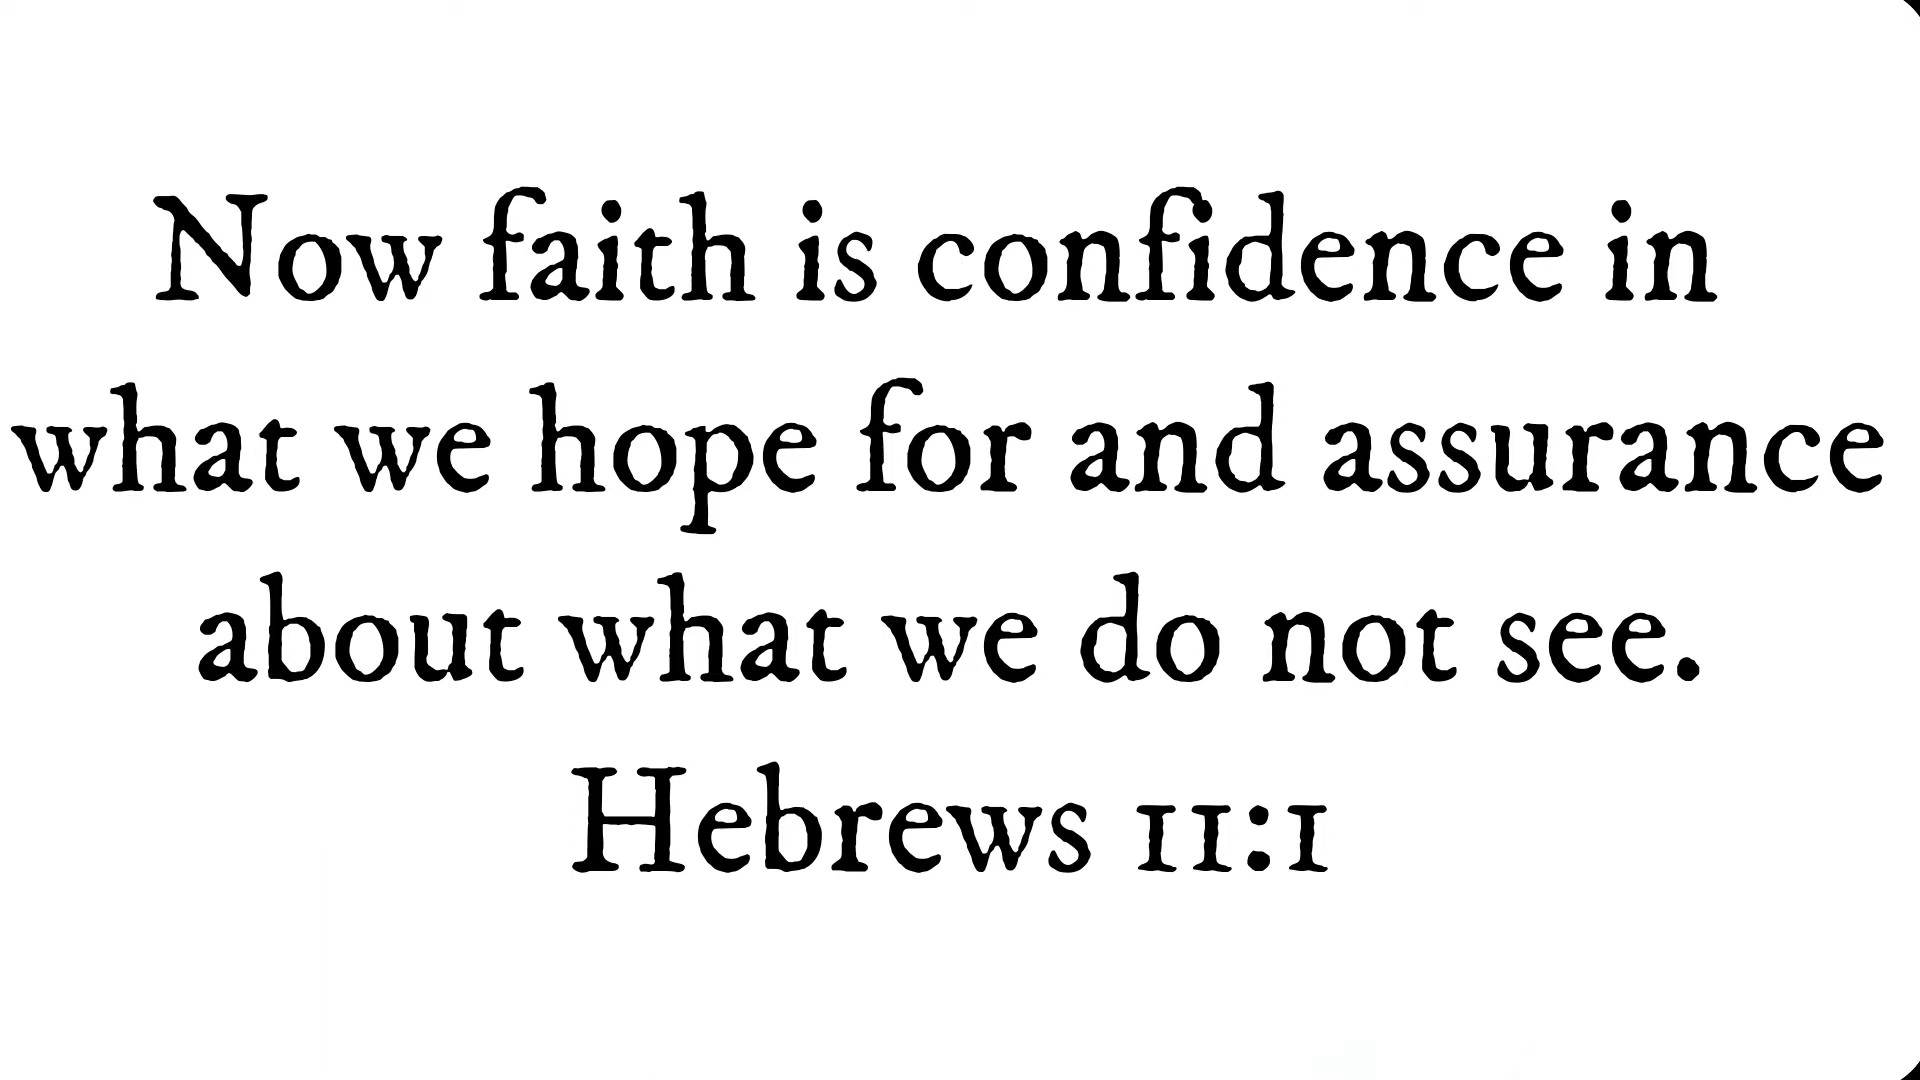 Now faith is confidence in
what we hope for and assurance
about what we do not see.
Hebrews 11:1